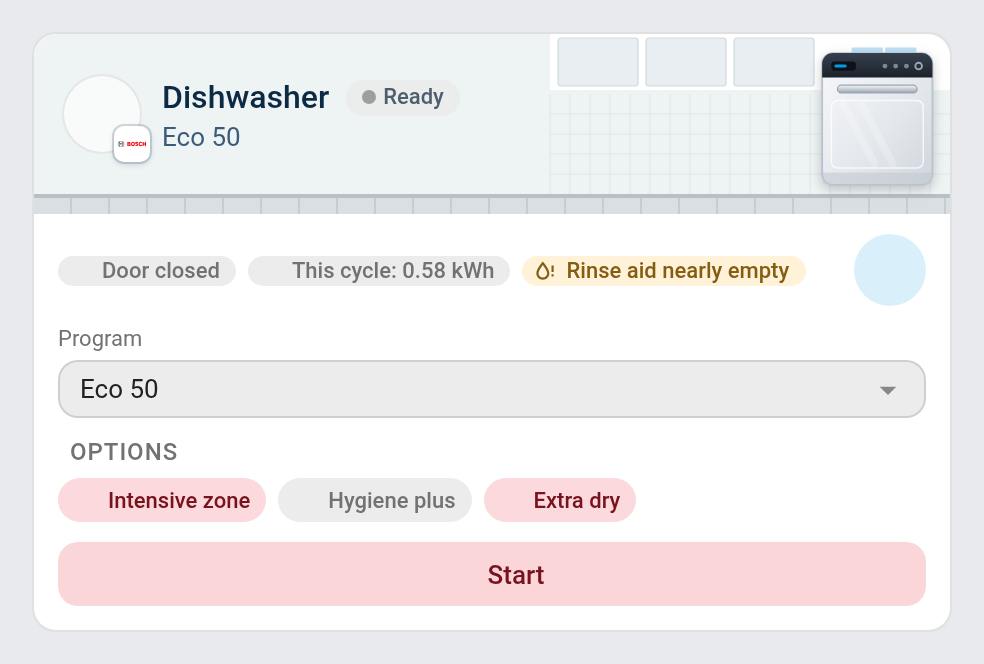 Dishwasher
Ready
Eco 50
BOSCH
Door closed
This cycle: 0.58 kWh
Rinse aid nearly empty
Program
Eco 50
OPTIONS
Intensive zone
Hygiene plus
Extra dry
Start